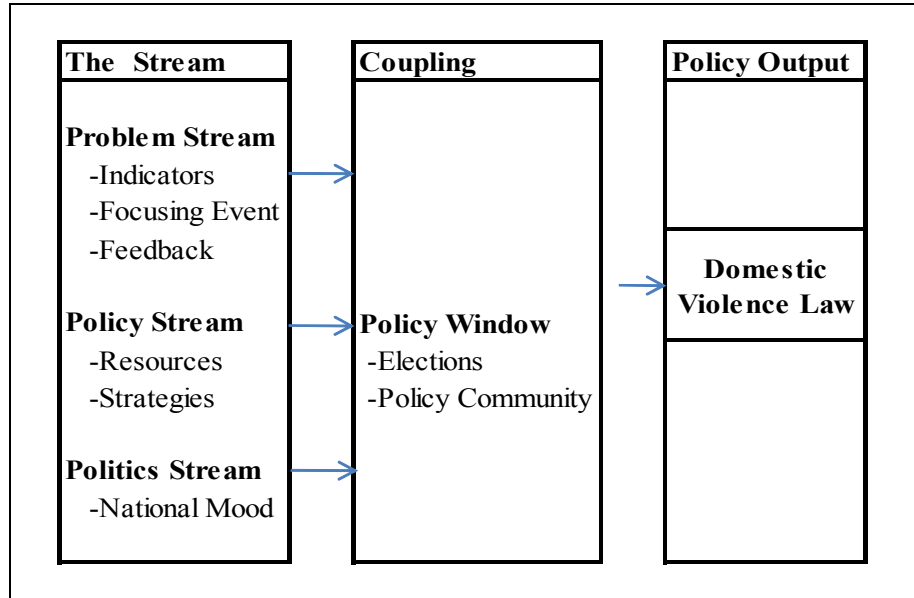 The Stream
Problem Stream
-Indicators
-Focusing Event
-Feedback
Policy Stream
-Resources
-Strategies
Politics Stream
-National Mood
Coupling
Policy Window
-Elections
-Policy Community
Policy Output
Domestic
Violence Law